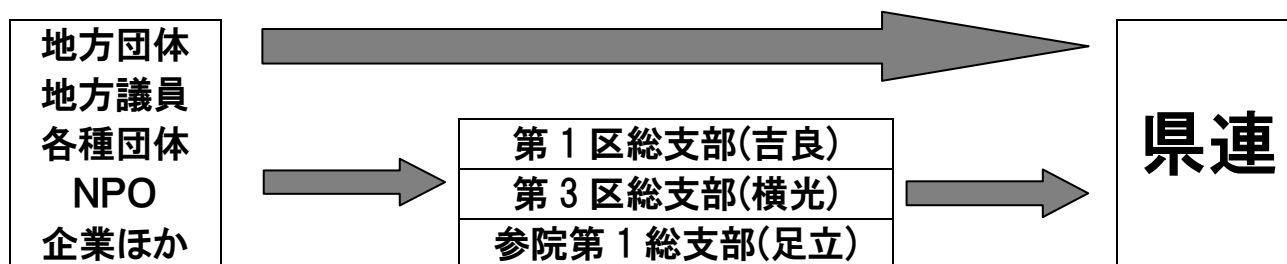 地方団体
地方議員
各種団体
NPO
企業ほか
第1区総支部(吉良)
第3区総支部(横光)
参院第1総支部(足立)
県連